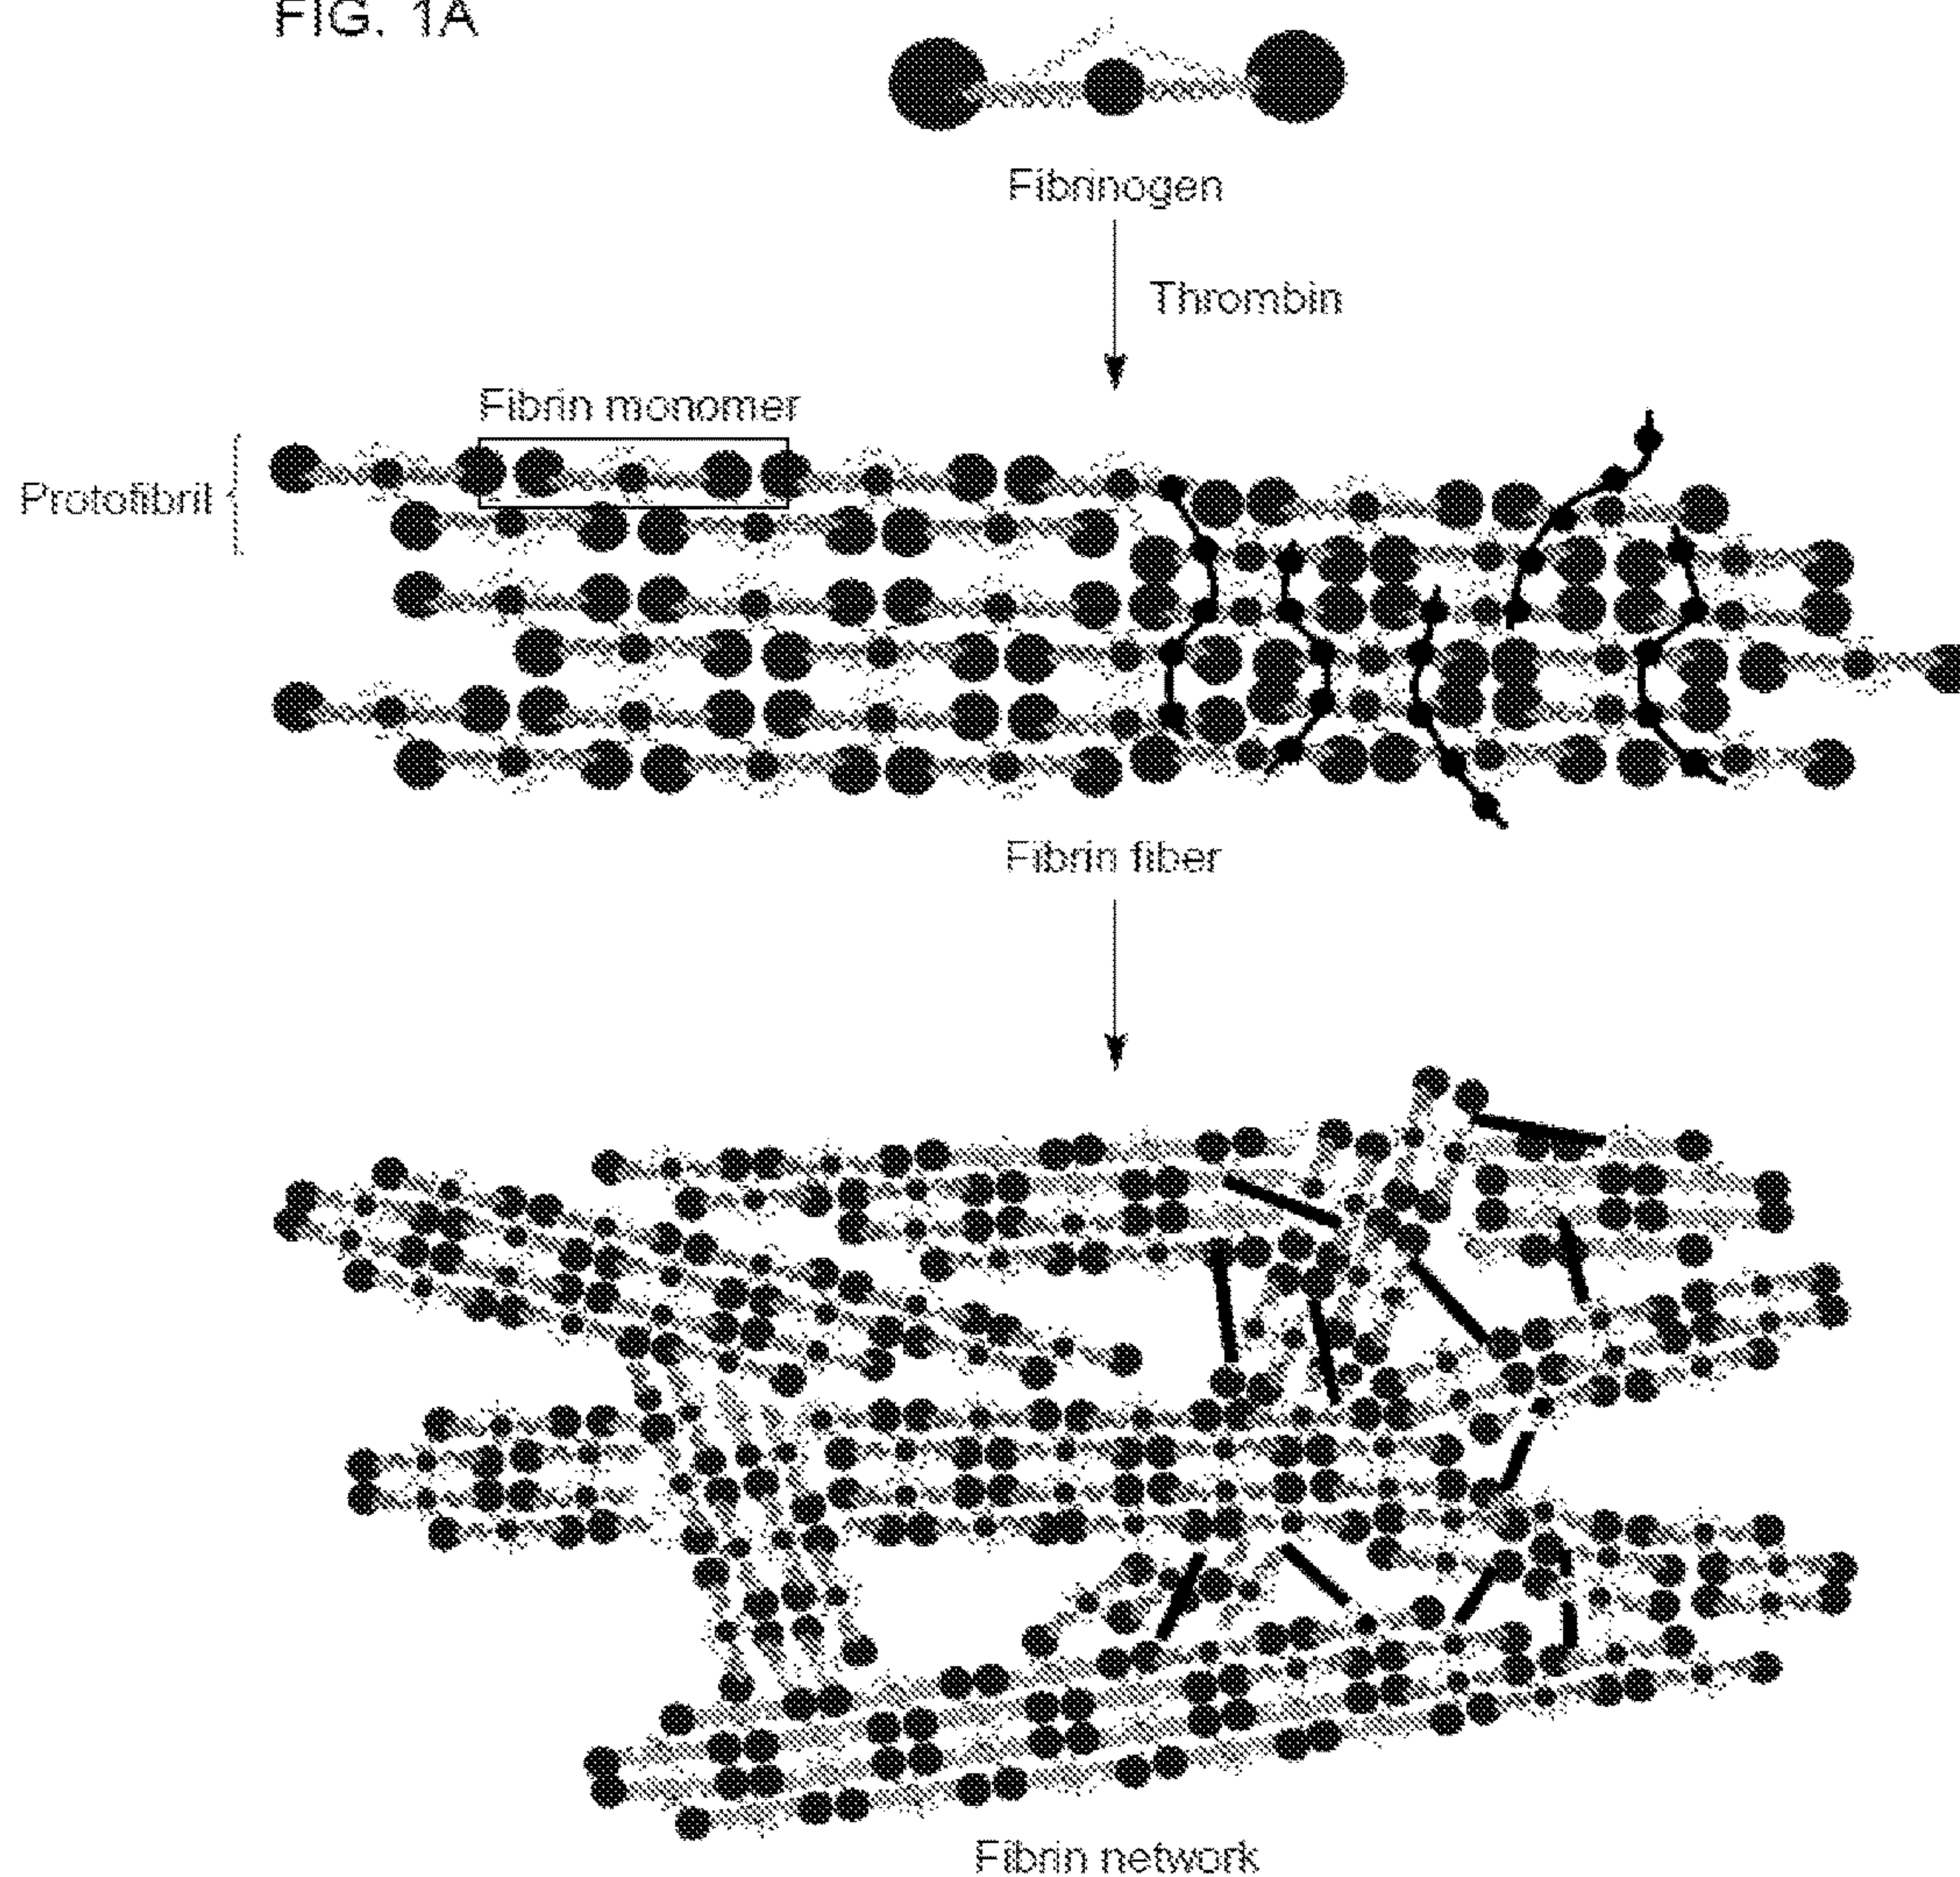 FIG. 1A
Fibrinogen
Thrombin
Fibrin monomer
Protofibril
Fibrin fiber
Fibrin network